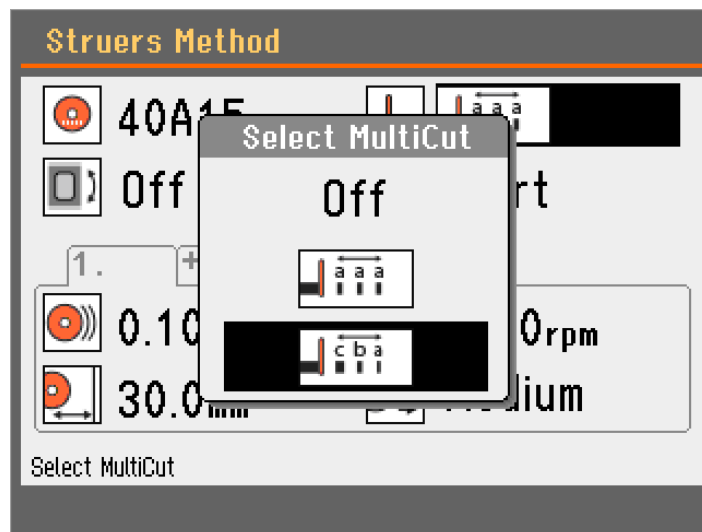 Struers Method
40A15
a a a
Select MultiCut
Off
Off
a a a
c b a
1.
+
0.10
rpm
30.0
Select MultiCut